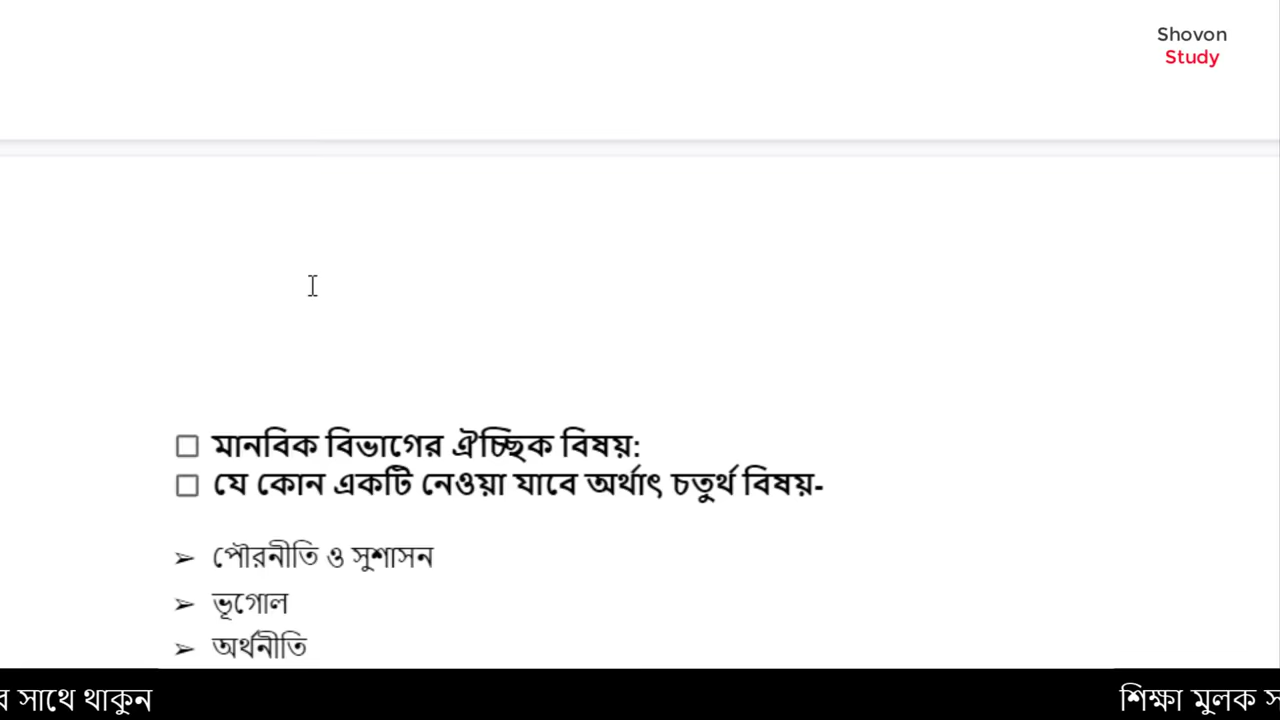 Shovon
Study
মানবিক বিভাগের ঐচ্ছিক বিষয়:
যে কোন একটি নেওয়া যাবে অর্থাৎ চতুর্থ বিষয়-
➢ পৌরনীতি ও সুশাসন
➢ ভূগোল
➢ অর্থনীতি
সাথে থাকুন
শিক্ষা মুলক